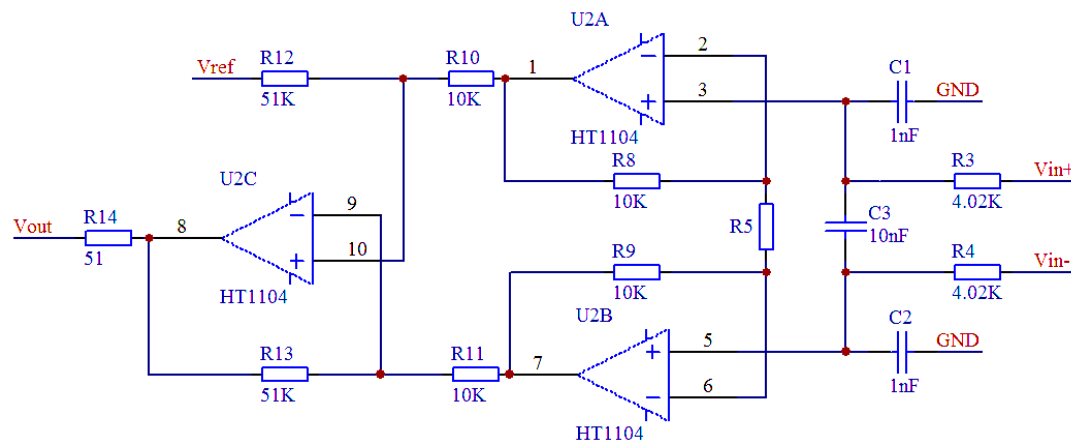 U2A
Vref
R12
51K
R10
10K
1
2
3
HT1104
C1
1nF
GND
R8
10K
R3
4.02K
Vin+
U2C
9
10
HT1104
Vout
R14
51
8
R5
C3
10nF
R9
10K
R4
4.02K
Vin-
U2B
R13
51K
R11
10K
7
5
6
HT1104
C2
1nF
GND